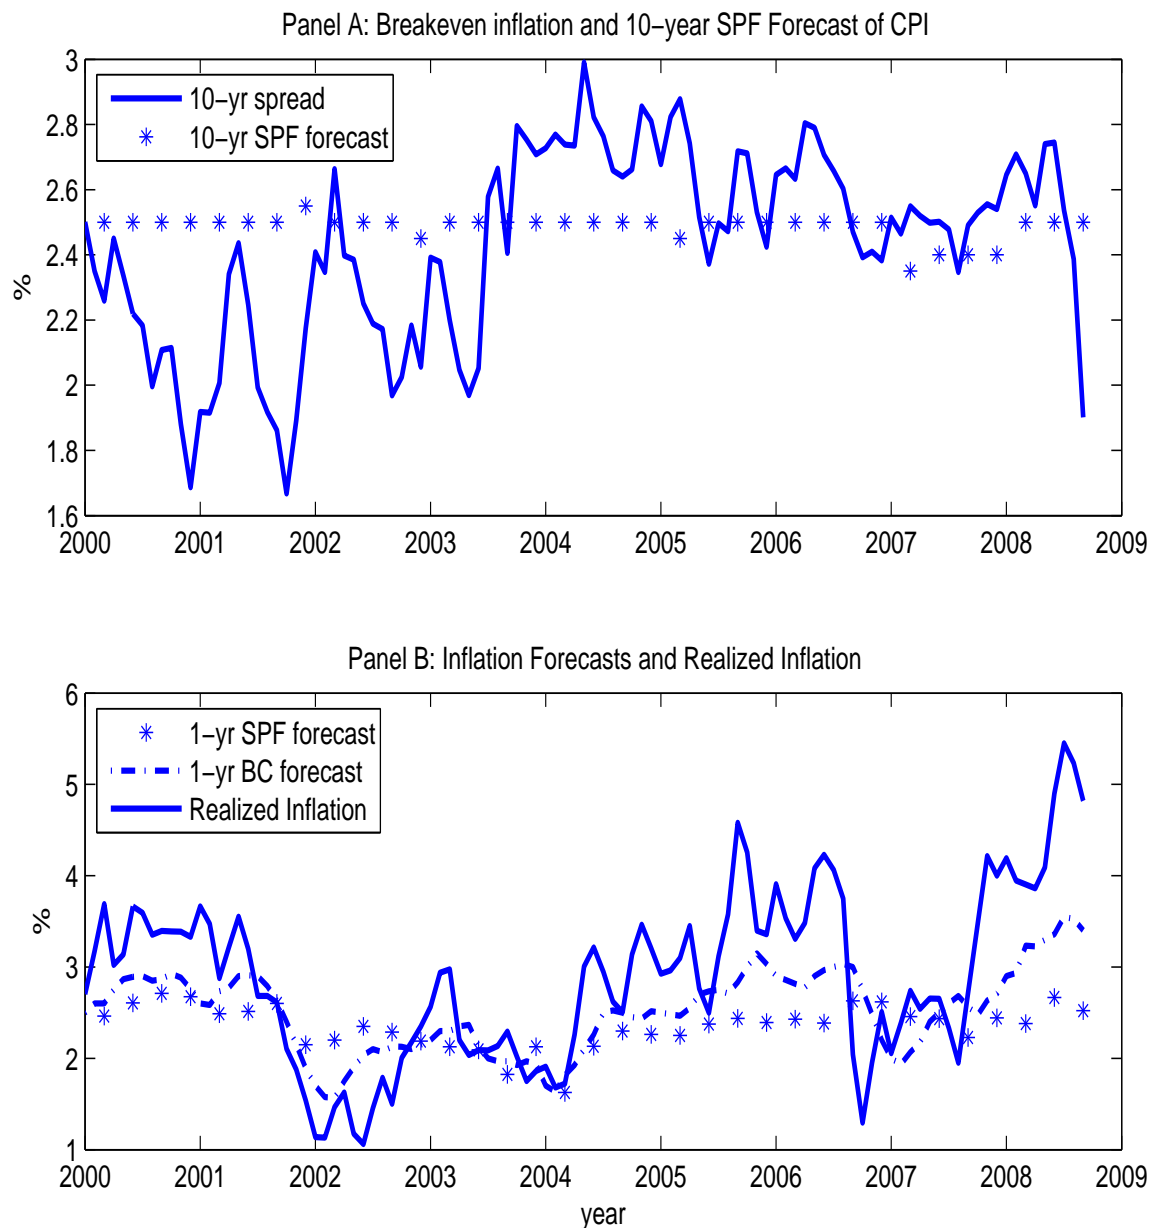 Panel A: Breakeven inflation and 10−year SPF Forecast of CPI
3
2.8
2.6
2.4
2.2
2
1.8
1.6
%
10−yr spread
10−yr SPF forecast
2000 2001 2002 2003 2004 2005 2006 2007 2008 2009
Panel B: Inflation Forecasts and Realized Inflation
6
5
4
3
2
1
%
1−yr SPF forecast
1−yr BC forecast
Realized Inflation
2000 2001 2002 2003 2004 2005 2006 2007 2008 2009
year